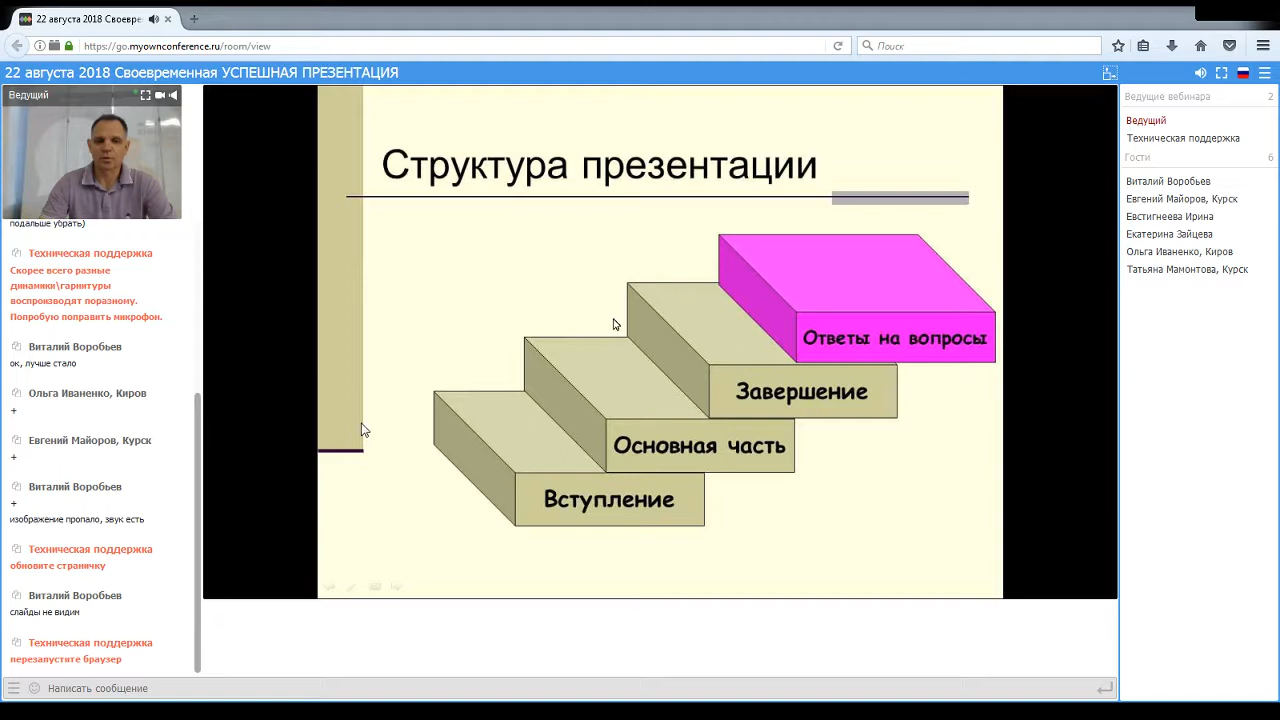 22 августа 2018 Своевре
https://go.myownconference.ru/room/view
Поиск
22 августа 2018 Своевременная УСПЕШНАЯ ПРЕЗЕНТАЦИЯ
Ведущий
подальше убрать)
Техническая поддержка
Скорее всего разные
динамики\гарнитуры
воспроизводят поразному.
Попробую поправить микрофон.
Виталий Воробьев
ок, лучше стало
Ольга Иваненко, Киров
+
Евгений Майоров, Курск
+
Виталий Воробьев
+
изображение пропало, звук есть
Техническая поддержка
обновите страничку
Виталий Воробьев
слайды не видим
Техническая поддержка
перезапустите браузер
Написать сообщение
Структура презентации
Ответы на вопросы
Завершение
Основная часть
Вступление
Ведущие вебинара 2
Ведущий
Техническая поддержка
Гости 6
Виталий Воробьев
Евгений Майоров, Курск
Евстигнеева Ирина
Екатерина Зайцева
Ольга Иваненко, Киров
Татьяна Мамонтова, Курск